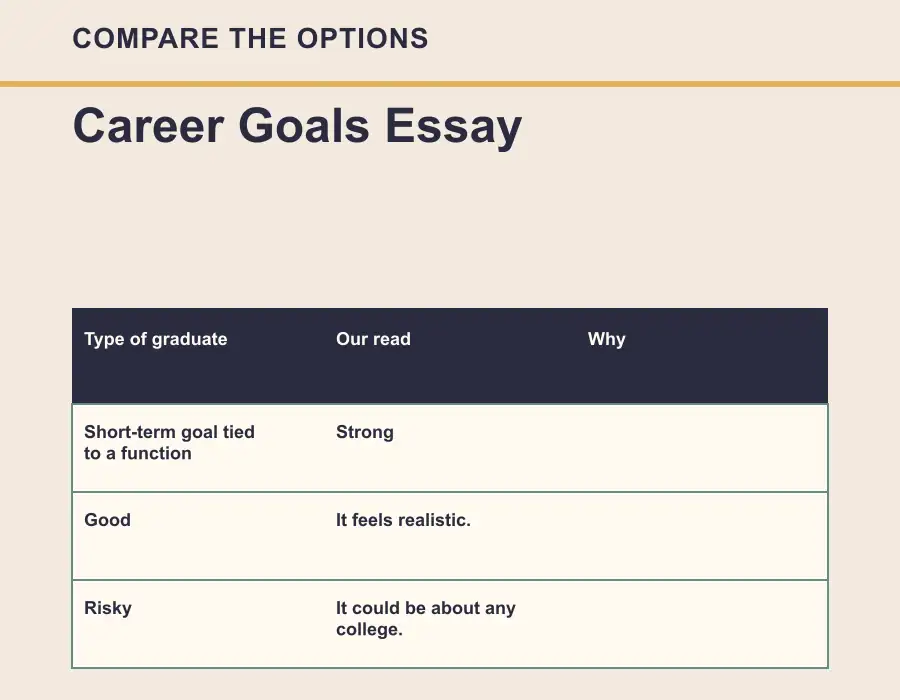 COMPARE THE OPTIONS
Career Goals Essay
Type of graduate Our read Why
Short-term goal tied Strong
to a function
Good It feels realistic.
Risky It could be about any
college.